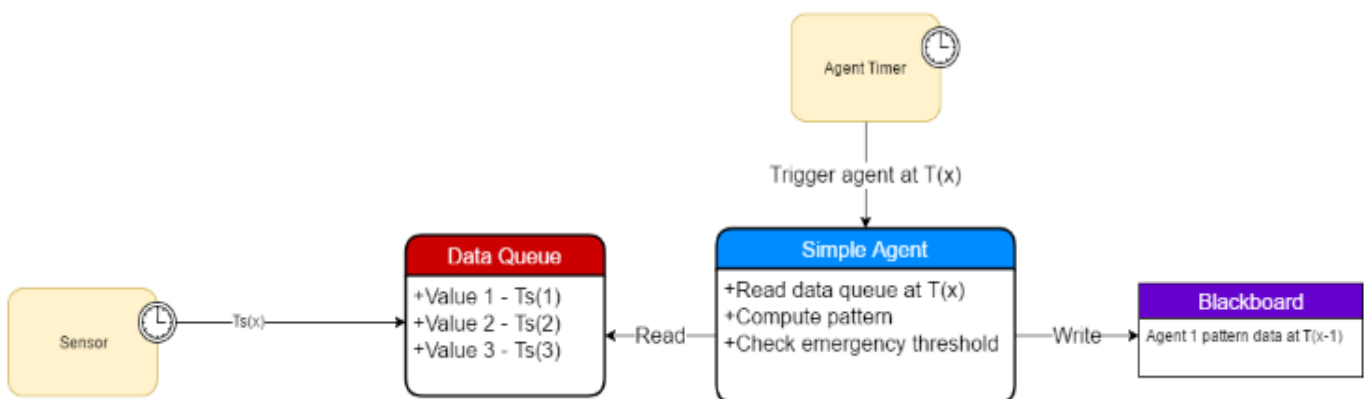 Agent Timer
Trigger agent at T(x)
Sensor
Ts(x)
Data Queue
+Value 1 - Ts(1)
+Value 2 - Ts(2)
+Value 3 - Ts(3)
Read
Simple Agent
+Read data queue at T(x)
+Compute pattern
+Check emergency threshold
Write
Blackboard
Agent 1 pattern data at T(x-1)